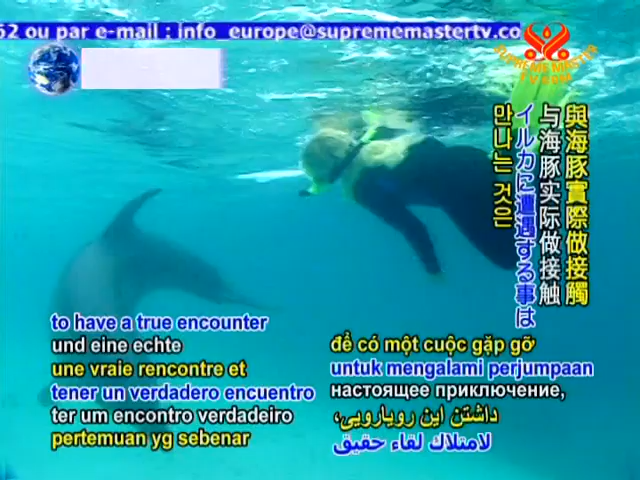 62 ou par e-mail : info_europe@suprememastertv.co
SUPREME MASTER
TV
與海豚實際做接觸
与海豚实际做接触
イルカに遭遇する事は
만나는 것은
to have a true encounter
und eine echte
une vraie rencontre et
tener un verdadero encuentro
ter um encontro verdadeiro
pertemuan yg sebenar
để có một cuộc gặp gỡ
untuk mengalami perjumpaan
настоящее приключение,
داشتن این رویارویی،
لامتلاك لقاء حقيق